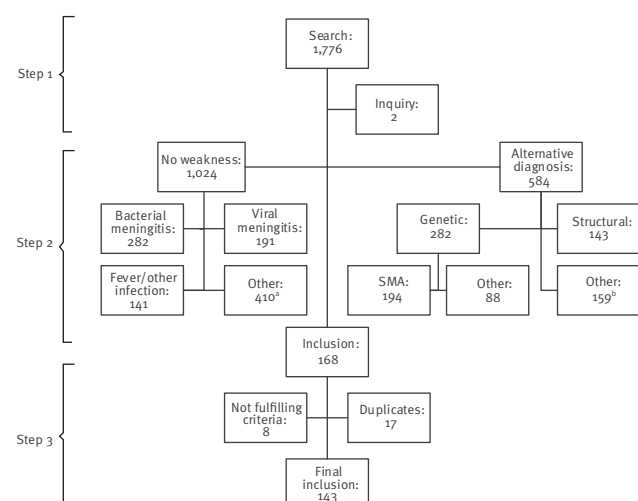 Search:
1,776
Step 1
Inquiry:
2
No weakness:
1,024
Alternative
diagnosis:
584
Step 2
Bacterial
meningitis:
282
Viral
meningitis:
191
Genetic:
282
Structural:
143
Fever/other
infection:
141
Other:
410ᵃ
SMA:
194
Other:
88
Other:
159ᵇ
Inclusion:
168
Step 3
Not fulfilling
criteria:
8
Duplicates:
17
Final
inclusion:
143